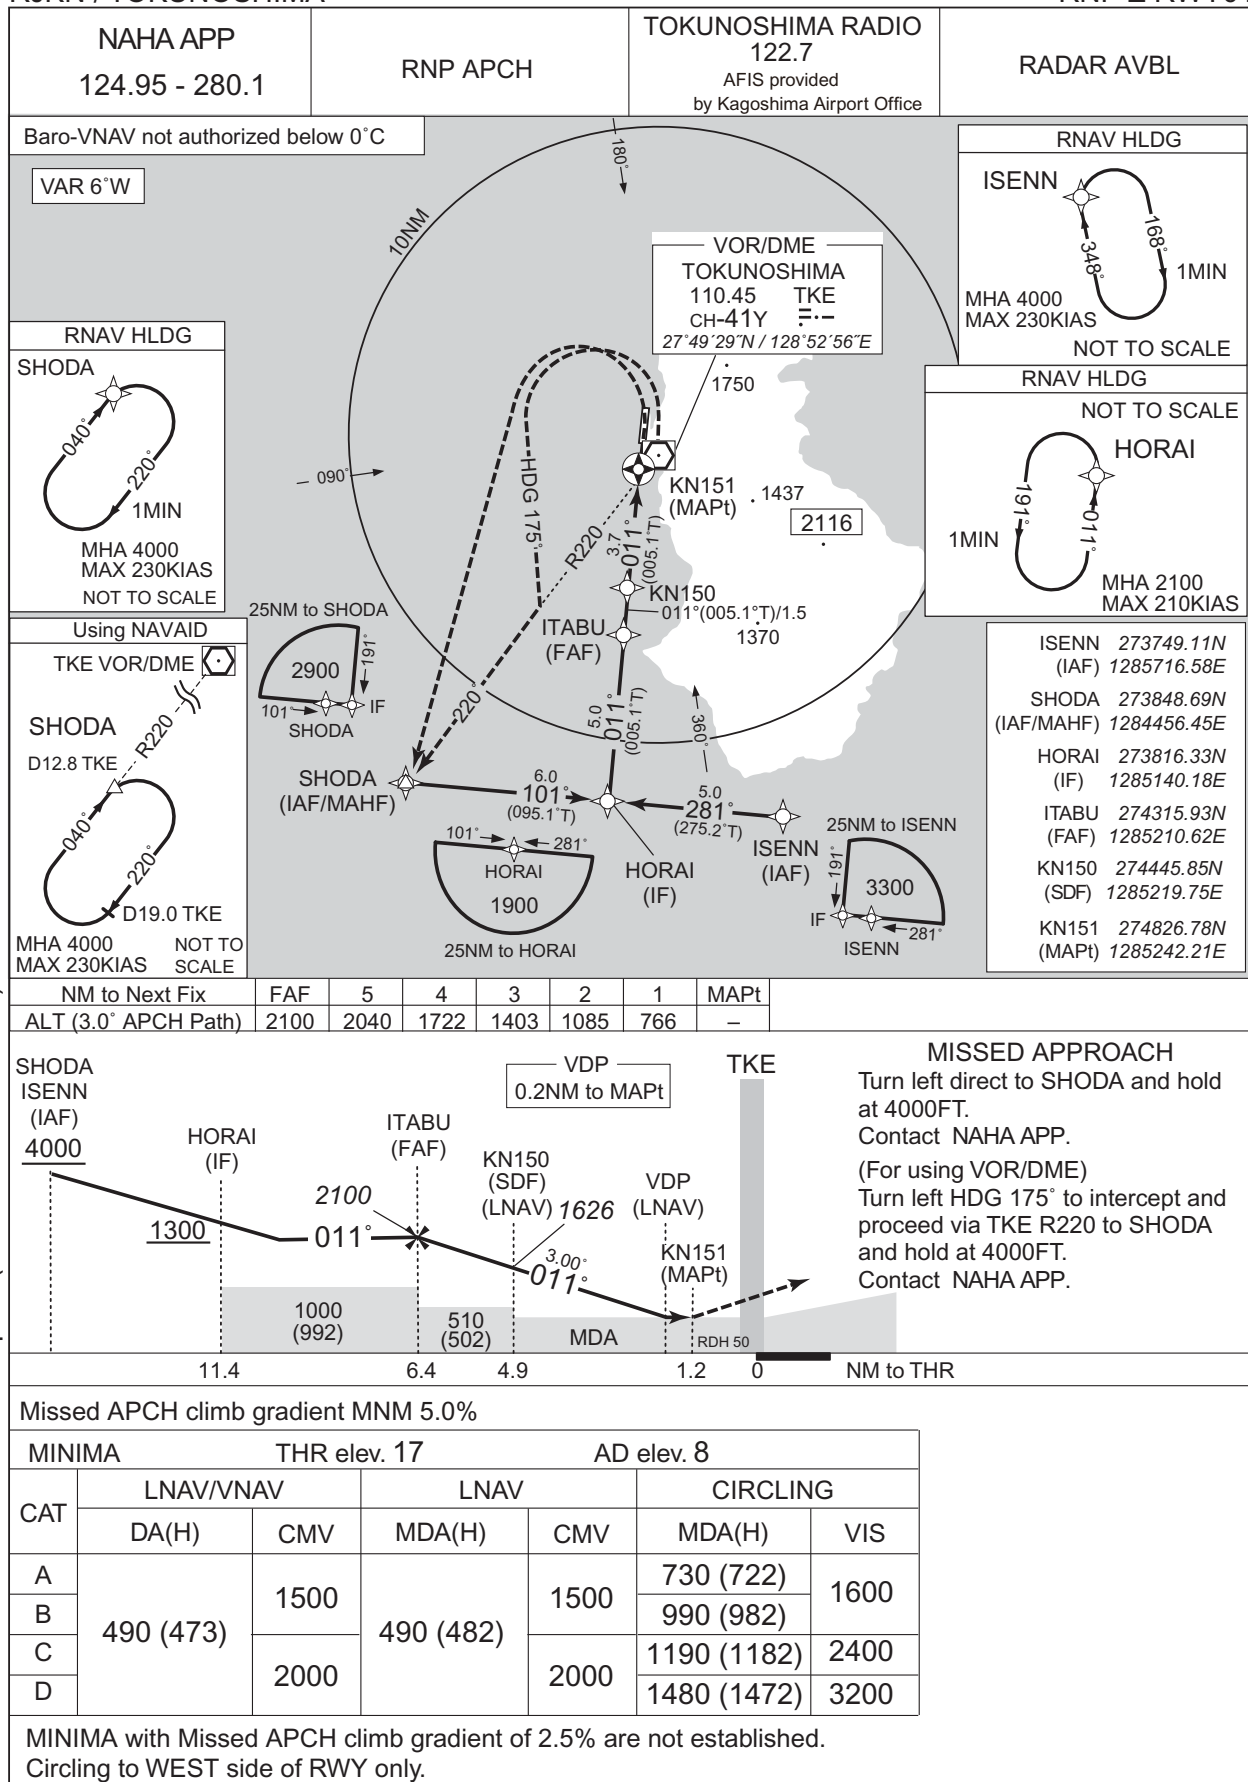 NAHA APP
124.95 - 280.1
RNP APCH
TOKUNOSHIMA RADIO
122.7
AFIS provided
by Kagoshima Airport Office
RADAR AVBL
Baro-VNAV not authorized below 0˚C
VAR 6˚W
180˚
10NM
090˚
VOR/DME
TOKUNOSHIMA
110.45 TKE
CH-41Y
27˚49´29˝N / 128˚52´56˝E
1750
RNAV HLDG
ISENN
168˚
348˚
1MIN
MHA 4000
MAX 230KIAS
NOT TO SCALE
RNAV HLDG
SHODA
040˚
220˚
1MIN
MHA 4000
MAX 230KIAS
NOT TO SCALE
RNAV HLDG
NOT TO SCALE
HORAI
191˚
011˚
1MIN
MHA 2100
MAX 210KIAS
HDG 175˚
R220
KN151
(MAPt)
1437
2116
3.7
011˚
(005.1˚T)
KN150
011°(005.1°T)/1.5
1370
ITABU
(FAF)
25NM to SHODA
2900
191˚
101˚
IF
SHODA
220˚
5.0
011˚
(005.1˚T)
360˚
Using NAVAID
TKE VOR/DME
R220
SHODA
D12.8 TKE
040˚
220˚
D19.0 TKE
MHA 4000
MAX 230KIAS
NOT TO
SCALE
SHODA
(IAF/MAHF)
6.0
101˚
(095.1˚T)
5.0
281˚
(275.2˚T)
HORAI
(IF)
ISENN
(IAF)
101˚
281˚
HORAI
1900
25NM to HORAI
25NM to ISENN
191˚
3300
IF
281˚
ISENN
ISENN 273749.11N
(IAF) 1285716.58E
SHODA 273848.69N
(IAF/MAHF) 1284456.45E
HORAI 273816.33N
(IF) 1285140.18E
ITABU 274315.93N
(FAF) 1285210.62E
KN150 274445.85N
(SDF) 1285219.75E
KN151 274826.78N
(MAPt) 1285242.21E
NM to Next Fix FAF 5 4 3 2 1 MAPt
ALT (3.0˚ APCH Path) 2100 2040 1722 1403 1085 766 –
SHODA
ISENN
(IAF)
4000
HORAI
(IF)
1300
ITABU
(FAF)
2100
011˚
KN150
(SDF)
(LNAV)
1626
VDP
0.2NM to MAPt
3.00˚
011˚
VDP
(LNAV)
KN151
(MAPt)
TKE
1000
(992)
510
(502)
MDA
RDH 50
11.4 6.4 4.9 1.2 0 NM to THR
MISSED APPROACH
Turn left direct to SHODA and hold
at 4000FT.
Contact NAHA APP.
(For using VOR/DME)
Turn left HDG 175˚ to intercept and
proceed via TKE R220 to SHODA
and hold at 4000FT.
Contact NAHA APP.
Missed APCH climb gradient MNM 5.0%
MINIMA THR elev. 17 AD elev. 8
CAT LNAV/VNAV LNAV CIRCLING
DA(H) CMV MDA(H) CMV MDA(H) VIS
A 490 (473) 1500 490 (482) 1500 730 (722) 1600
B 990 (982)
C 2000 2000 1190 (1182) 2400
D 1480 (1472) 3200
MINIMA with Missed APCH climb gradient of 2.5% are not established.
Circling to WEST side of RWY only.